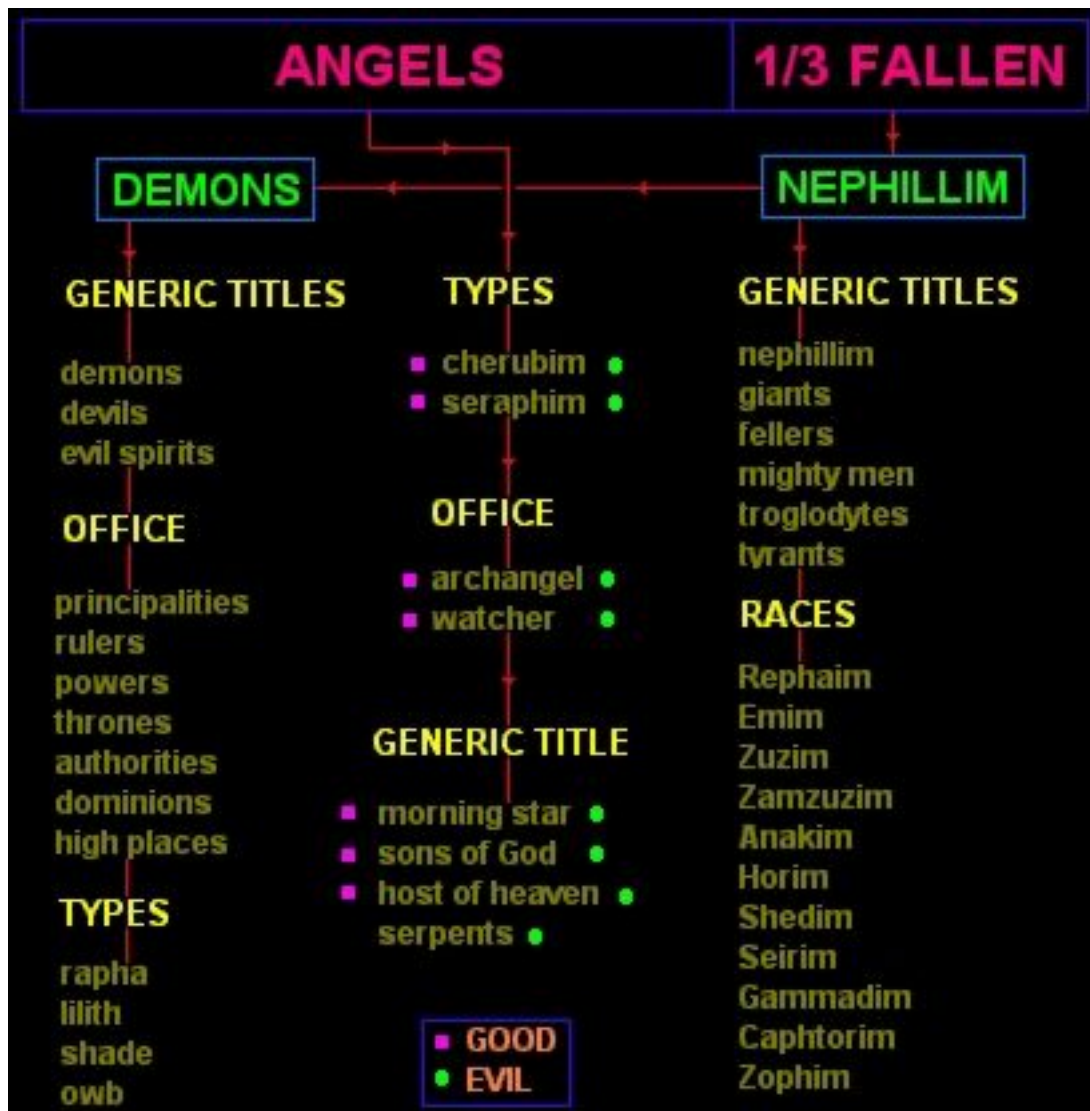 ANGELS
1/3 FALLEN
DEMONS
NEPHILLIM
GENERIC TITLES
demons
devils
evil spirits
OFFICE
principalities
rulers
powers
thrones
authorities
dominions
high places
TYPES
rapha
lilith
shade
owb
TYPES
cherubim
seraphim
OFFICE
archangel
watcher
GENERIC TITLE
morning star
sons of God
host of heaven
serpents
GOOD
EVIL
GENERIC TITLES
nephillim
giants
fellers
mighty men
troglodytes
tyrants
RACES
Rephaim
Emim
Zuzim
Zamzuzim
Anakim
Horim
Shedim
Seirim
Gammadim
Caphtorim
Zophim